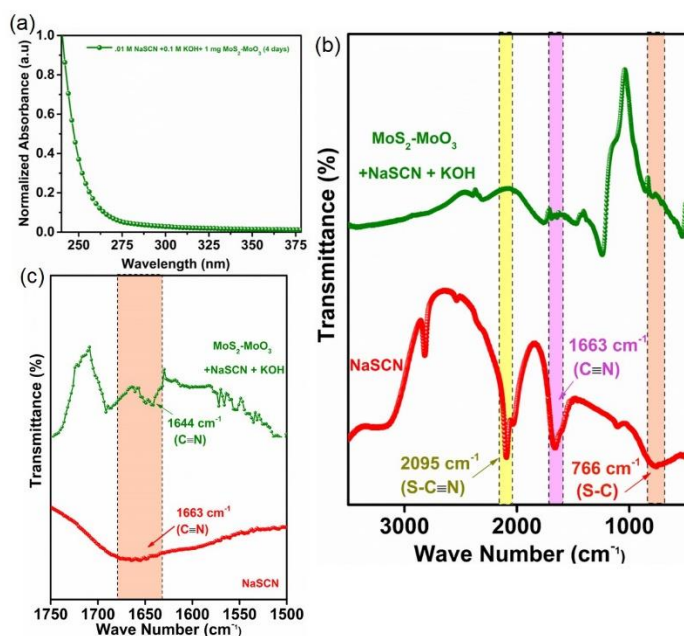 (a)
.01 M NaSCN +0.1 M KOH+ 1 mg MoS₂-MoO₃ (4 days)
Normalized Absorbance (a.u)
1.0
0.8
0.6
0.4
0.2
0.0
250 275 300 325 350 375
Wavelength (nm)
(b)
MoS₂-MoO₃
+NaSCN + KOH
NaSCN
1663 cm⁻¹
(C≡N)
2095 cm⁻¹
(S-C≡N)
766 cm⁻¹
(S-C)
Transmittance (%)
3000 2000 1000
Wave Number (cm⁻¹)
(c)
MoS₂-MoO₃
+NaSCN + KOH
1644 cm⁻¹
(C≡N)
1663 cm⁻¹
(C≡N)
NaSCN
Transmittance (%)
1750 1700 1650 1600 1550 1500
Wave Number (cm⁻¹)